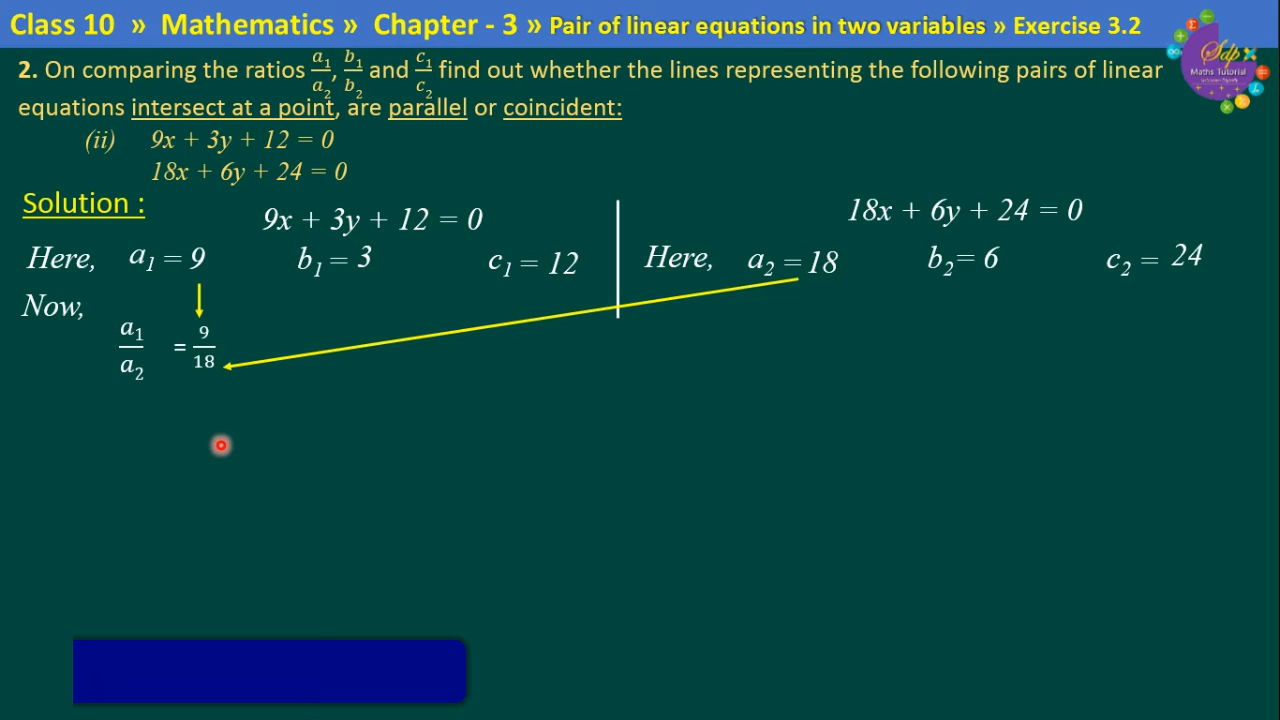 Class 10 » Mathematics » Chapter - 3 » Pair of linear equations in two variables » Exercise 3.2
Sdp
Maths Tutorial
2. On comparing the ratios a₁/a₂, b₁/b₂ and c₁/c₂ find out whether the lines representing the following pairs of linear
equations intersect at a point, are parallel or coincident:
(ii) 9x + 3y + 12 = 0
18x + 6y + 24 = 0
Solution :
9x + 3y + 12 = 0
18x + 6y + 24 = 0
Here, a₁ = 9 b₁ = 3 c₁ = 12
Here, a₂ = 18 b₂ = 6 c₂ = 24
Now,
a₁/a₂ = 9/18